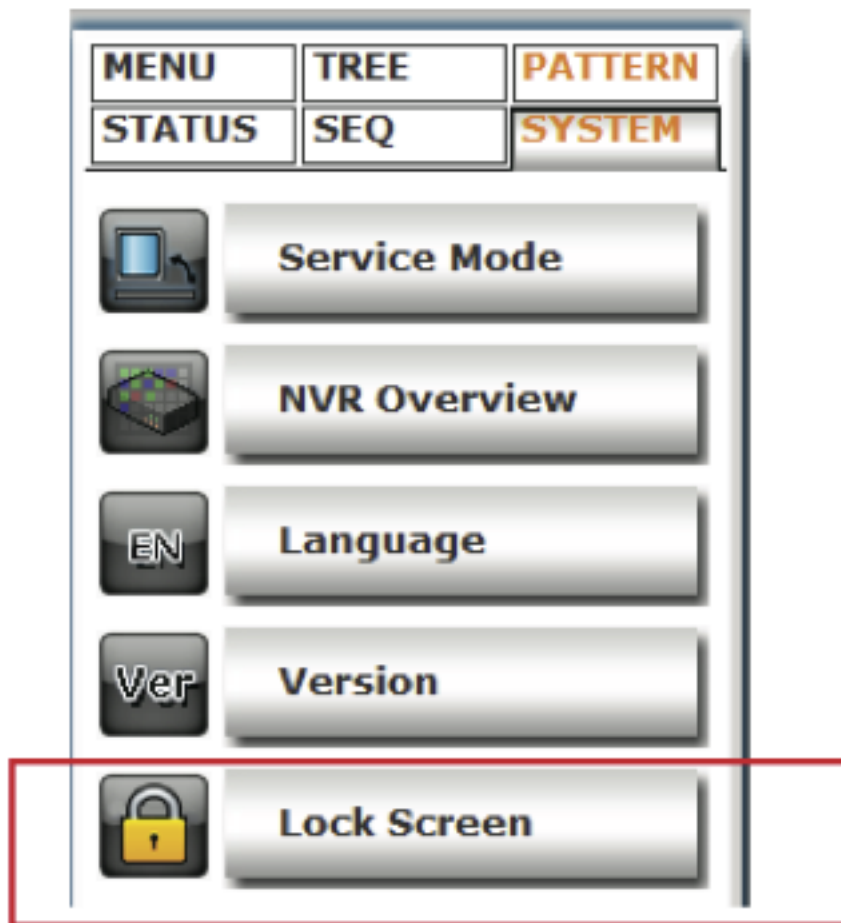 MENU TREE PATTERN
STATUS SEQ SYSTEM
Service Mode
NVR Overview
EN Language
Ver Version
Lock Screen